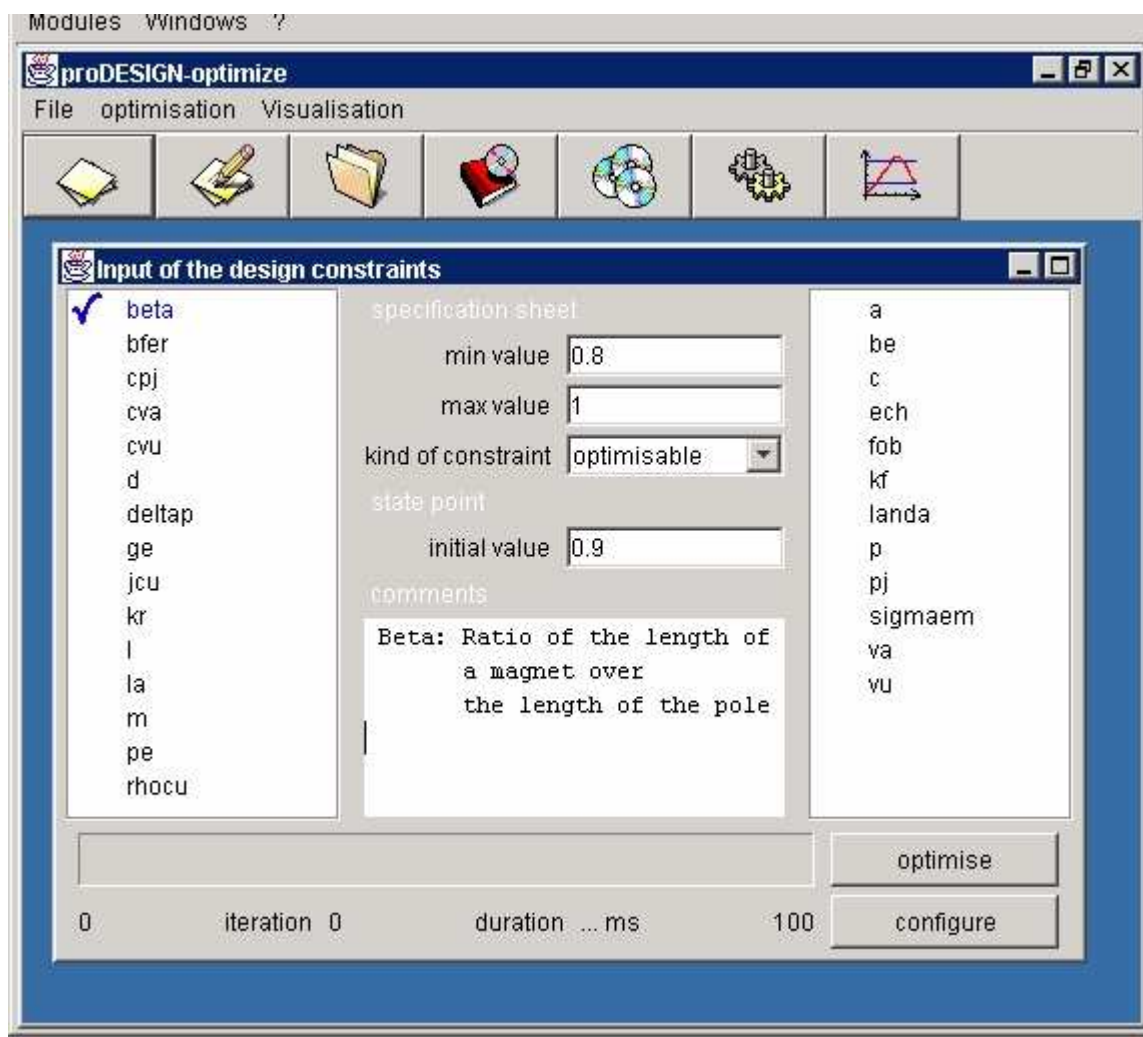 Modules Windows ?
proDESIGN-optimize
File optimisation Visualisation
Input of the design constraints
beta
bfer
cpj
cva
cvu
d
deltap
ge
jcu
kr
l
la
m
pe
rhocu
specification sheet
min value 0.8
max value 1
kind of constraint optimisable
state point
initial value 0.9
comments
Beta: Ratio of the length of
a magnet over
the length of the pole
a
be
c
ech
fob
kf
landa
p
pj
sigmaem
va
vu
optimise
0 iteration 0 duration ... ms 100
configure